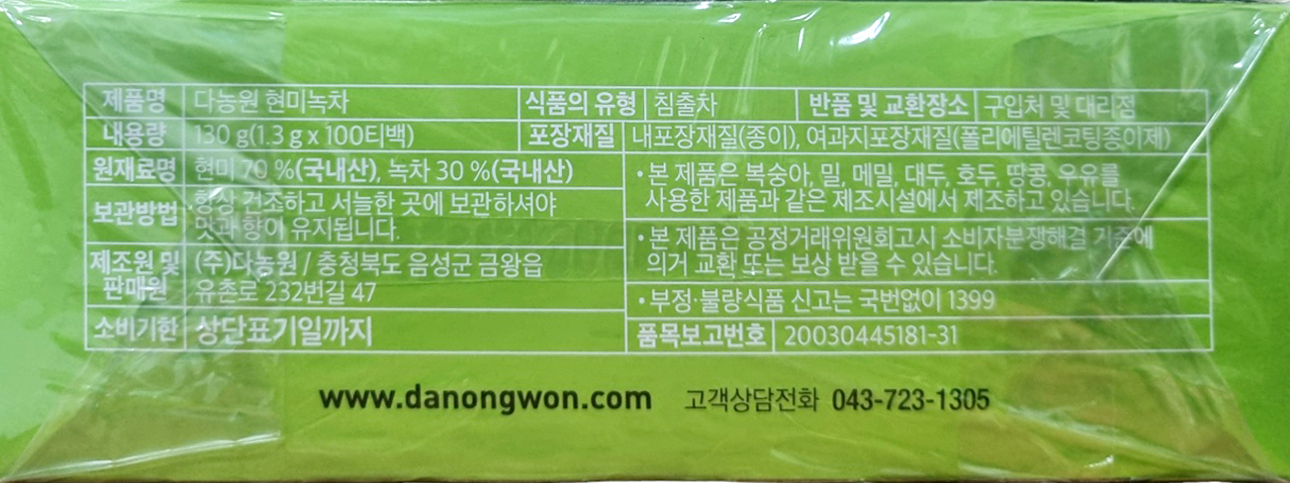 제품명 다농원 현미녹차 식품의 유형 침출차 반품 및 교환장소 구입처 및 대리점
내용량 130 g(1.3 g x 100티백) 포장재질 내포장재질(종이), 여과지포장재질(폴리에틸렌코팅종이제)
원재료명 현미 70 %(국내산), 녹차 30 %(국내산)
보관방법 ·항상 건조하고 서늘한 곳에 보관하셔야
맛과 향이 유지됩니다.
제조원 및 판매원 (주)다농원 / 충청북도 음성군 금왕읍
유촌로 232번길 47
소비기한 상단표기일까지
• 본 제품은 복숭아, 밀, 메밀, 대두, 호두, 땅콩, 우유를
사용한 제품과 같은 제조시설에서 제조하고 있습니다.
• 본 제품은 공정거래위원회고시 소비자분쟁해결 기준에
의거 교환 또는 보상 받을 수 있습니다.
• 부정·불량식품 신고는 국번없이 1399
품목보고번호 20030445181-31
www.danongwon.com 고객상담전화 043-723-1305